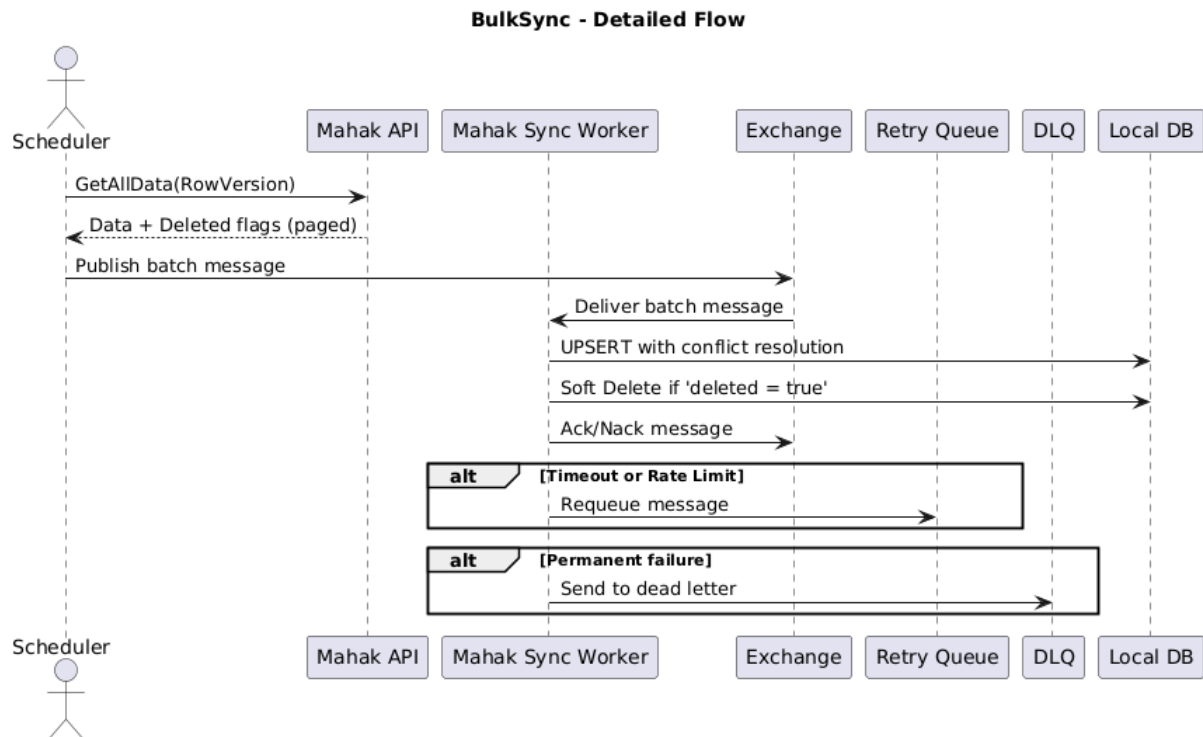 BulkSync - Detailed Flow
Scheduler
Mahak API
Mahak Sync Worker
Exchange
Retry Queue
DLQ
Local DB
GetAllData(RowVersion)
Data + Deleted flags (paged)
Publish batch message
Deliver batch message
UPSERT with conflict resolution
Soft Delete if 'deleted = true'
Ack/Nack message
alt [Timeout or Rate Limit]
Requeue message
alt [Permanent failure]
Send to dead letter
Scheduler
Mahak API
Mahak Sync Worker
Exchange
Retry Queue
DLQ
Local DB